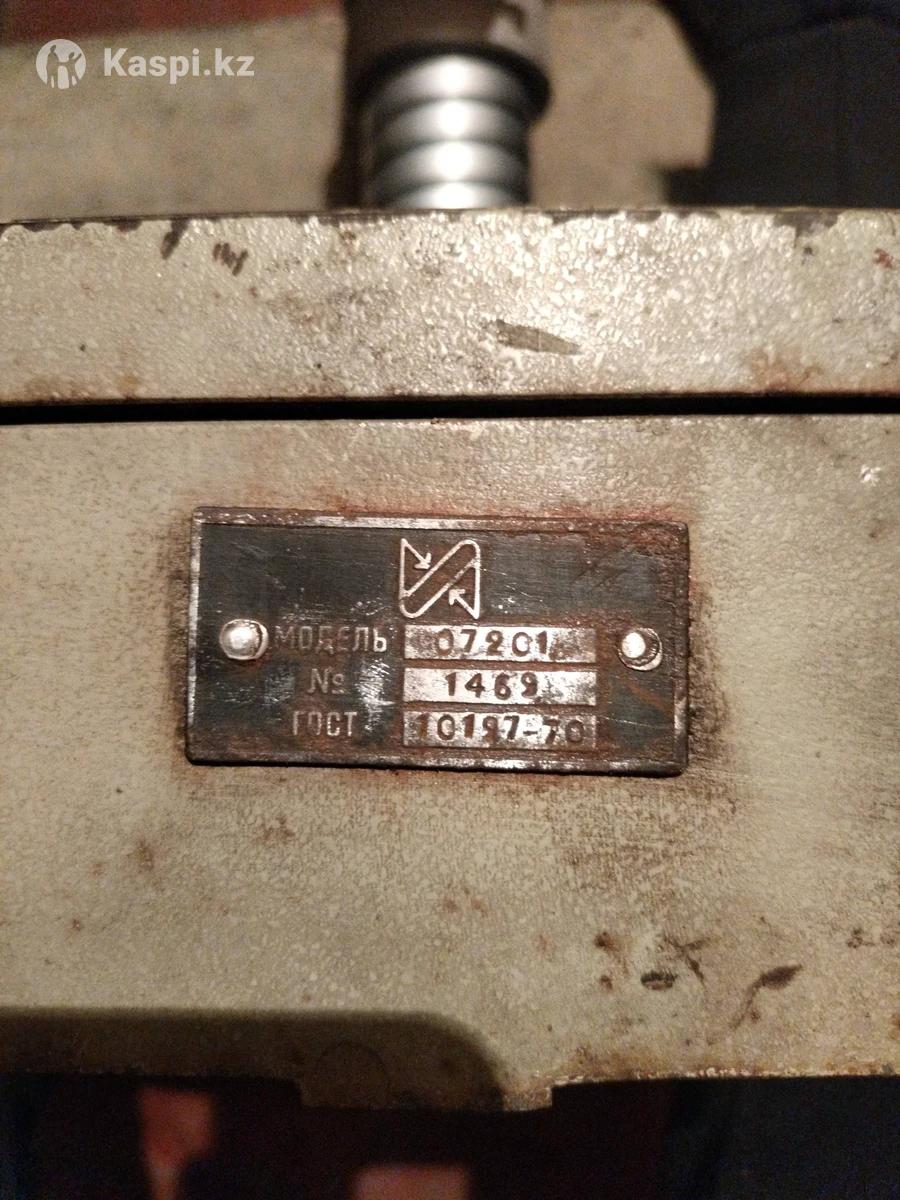 Kaspi.kz
МОДЕЛЬ 07201
№ 1469
ГОСТ 10197-70